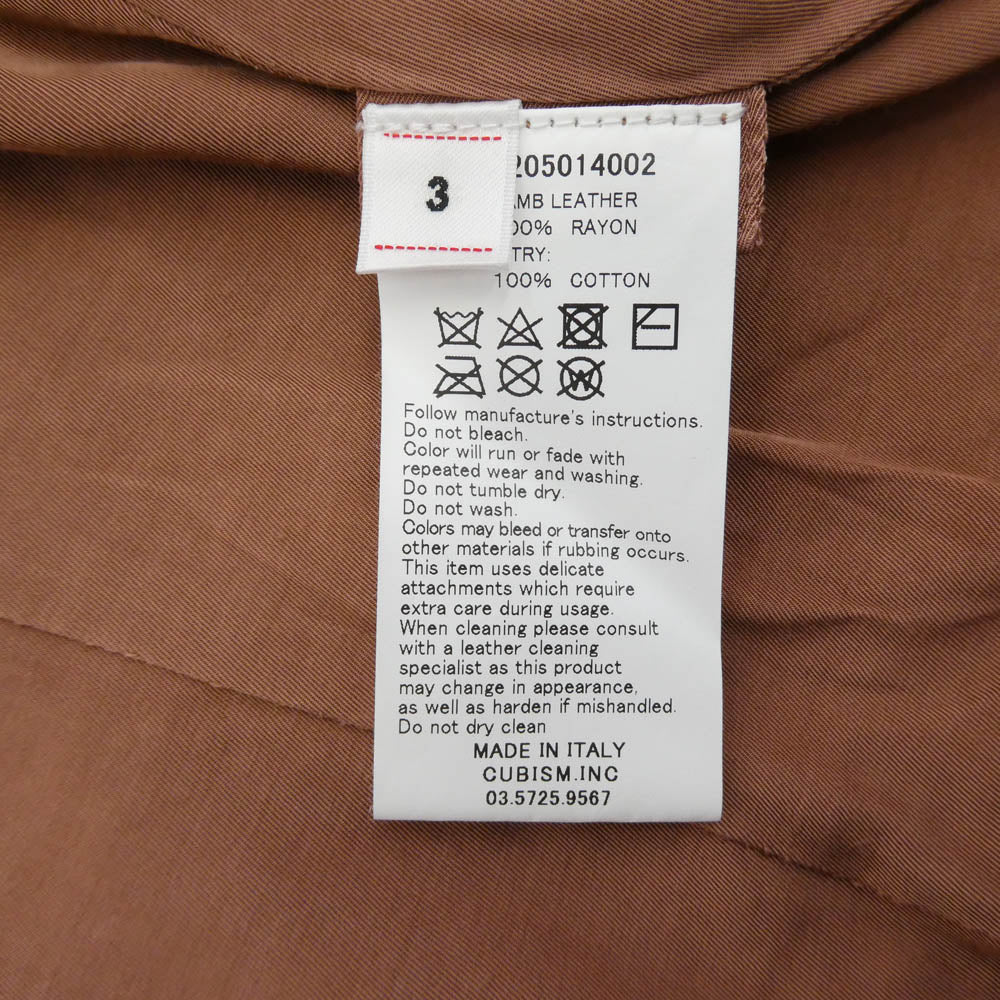 3
205014002
AMB LEATHER
00% RAYON
TRY:
100% COTTON
W
Follow manufacture's instructions.
Do not bleach.
Color will run or fade with
repeated wear and washing.
Do not tumble dry.
Do not wash.
Colors may bleed or transfer onto
other materials if rubbing occurs.
This item uses delicate
attachments which require
extra care during usage.
When cleaning please consult
with a leather cleaning
specialist as this product
may change in appearance,
as well as harden if mishandled.
Do not dry clean
MADE IN ITALY
CUBISM.INC
03.5725.9567